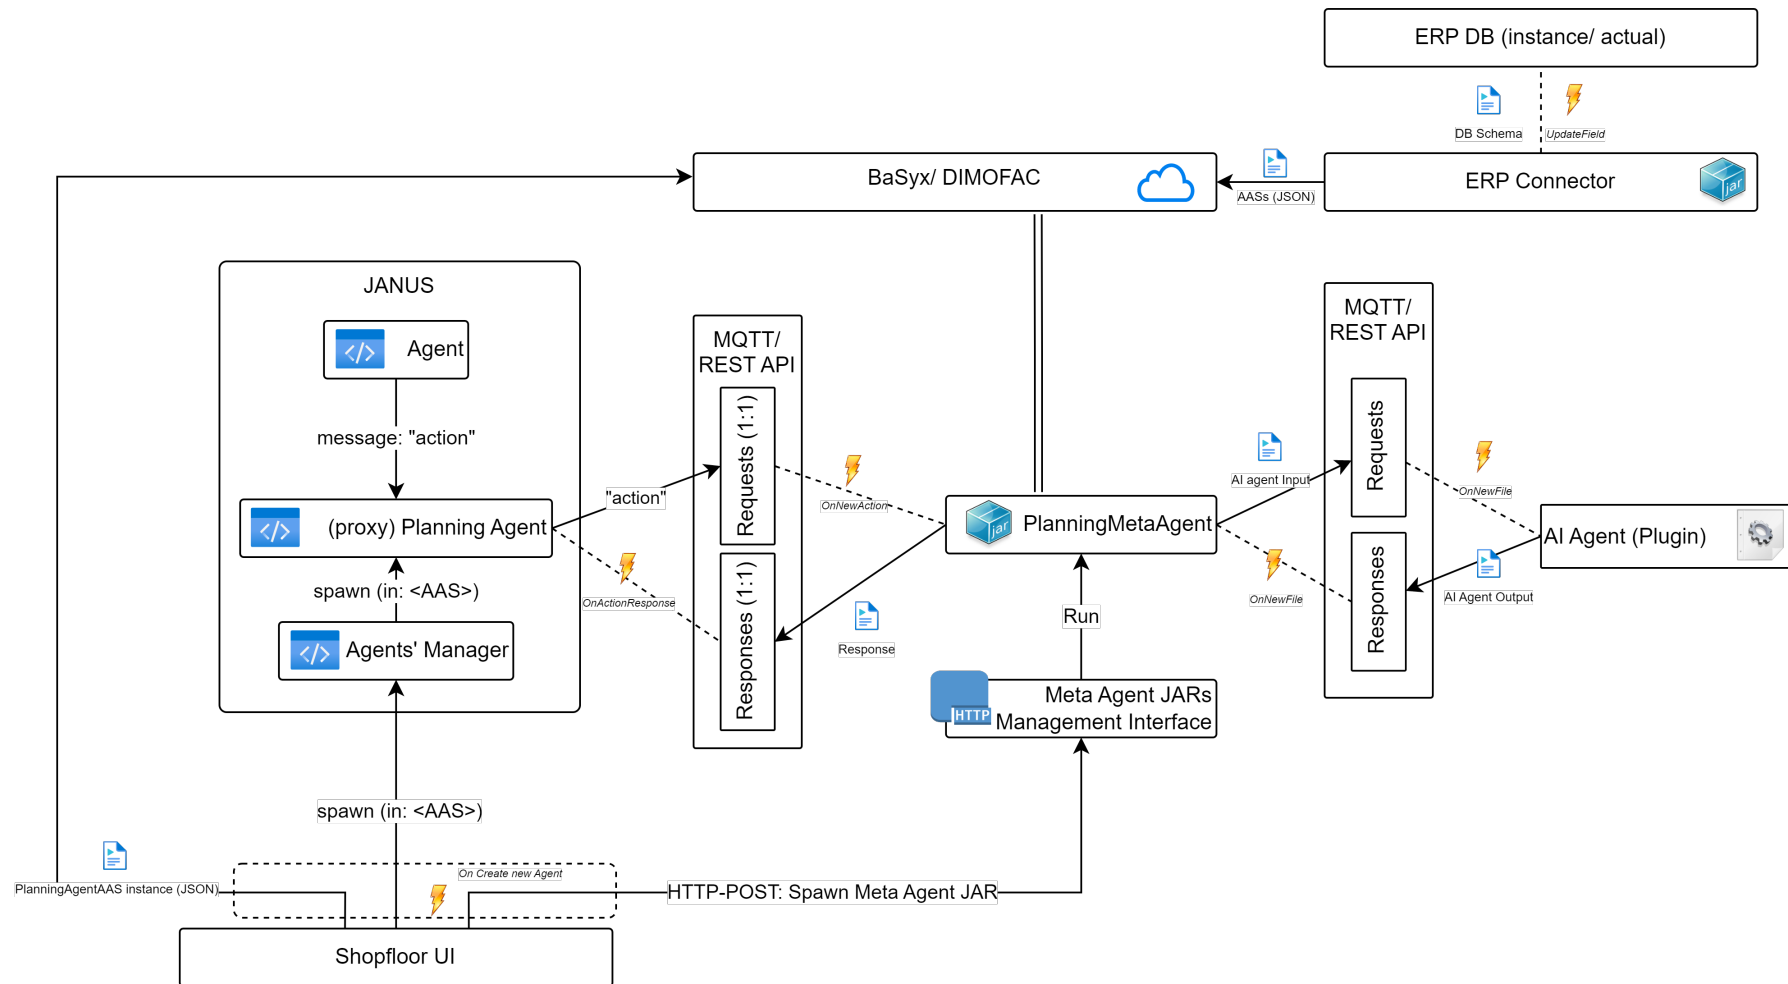 ERP DB (instance/ actual)
DB Schema
UpdateField
BaSyx/ DIMOFAC
AASs (JSON)
ERP Connector
jar
JANUS
Agent
message: "action"
(proxy) Planning Agent
spawn (in: <AAS>)
Agents' Manager
spawn (in: <AAS>)
"action"
OnActionResponse
MQTT/
REST API
Requests (1:1)
Responses (1:1)
OnNewAction
Response
jar
PlanningMetaAgent
Run
HTTP
Meta Agent JARs
Management Interface
AI agent Input
OnNewFile
MQTT/
REST API
Requests
Responses
OnNewFile
AI Agent (Plugin)
AI Agent Output
PlanningAgentAAS instance (JSON)
On Create new Agent
HTTP-POST: Spawn Meta Agent JAR
Shopfloor UI